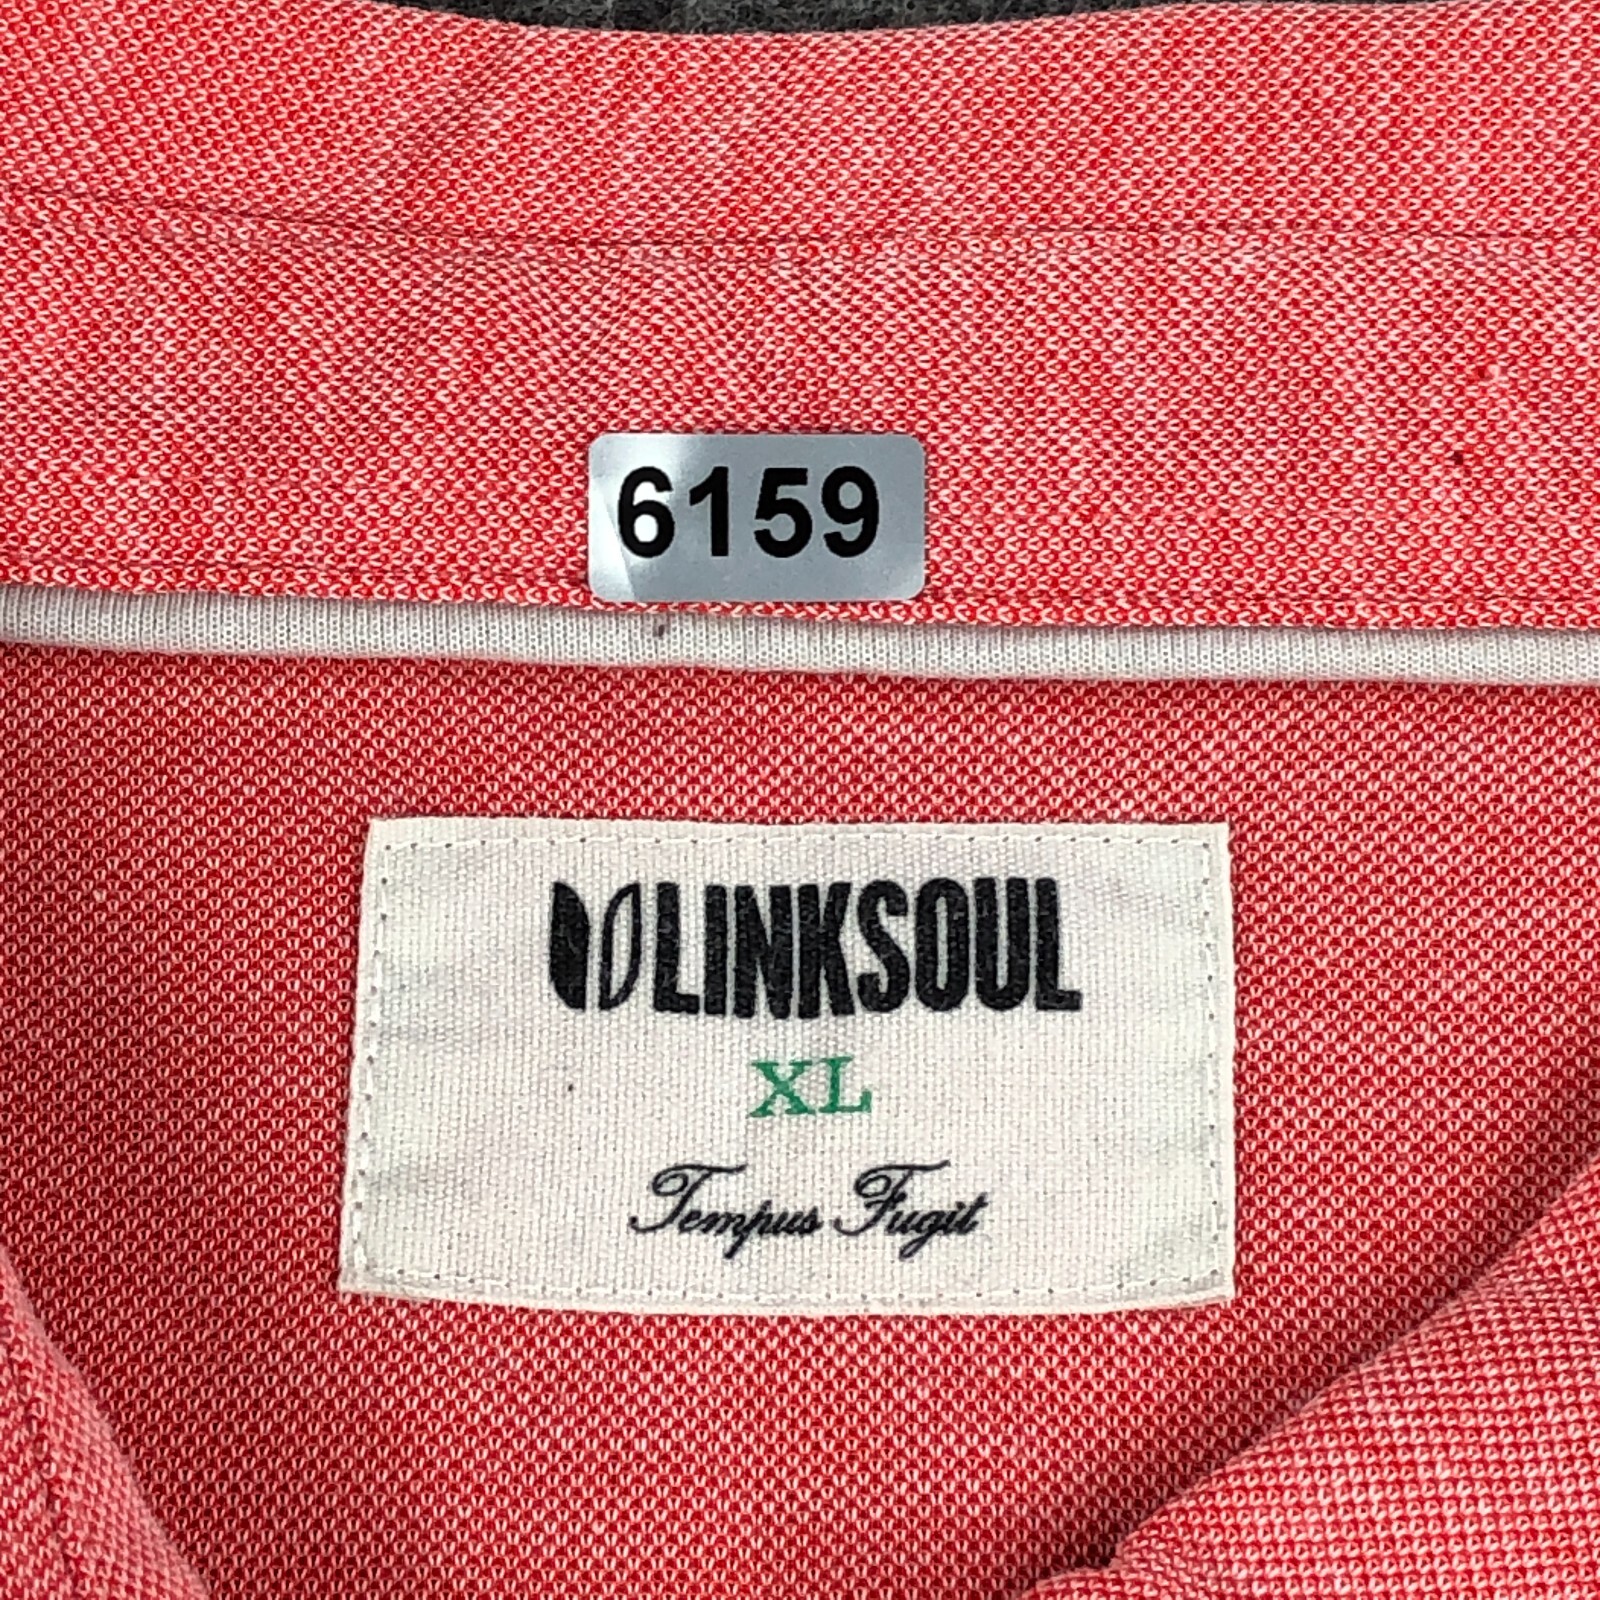 6159
LINKSOUL
XL
Tempus Fugit